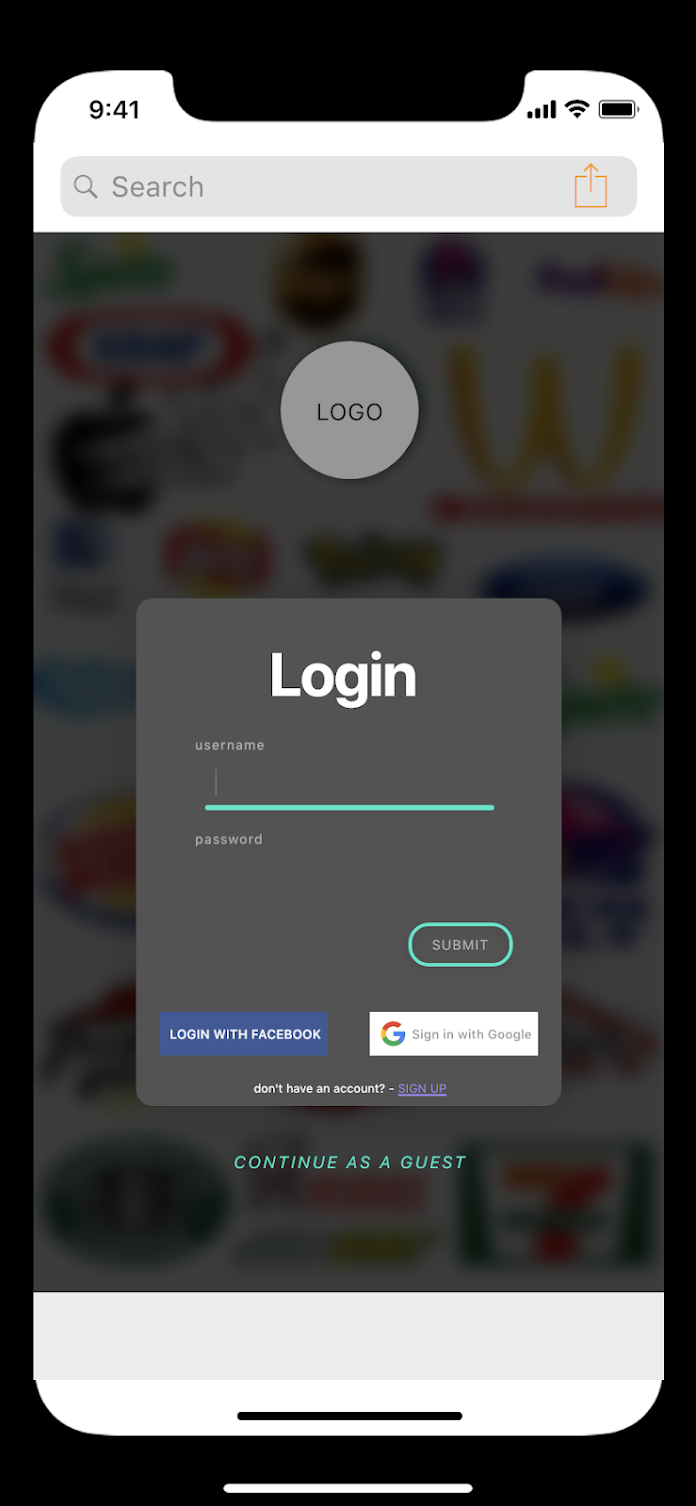 9:41
Search
LOGO
Login
username
password
SUBMIT
LOGIN WITH FACEBOOK
Sign in with Google
don't have an account? - SIGN UP
CONTINUE AS A GUEST